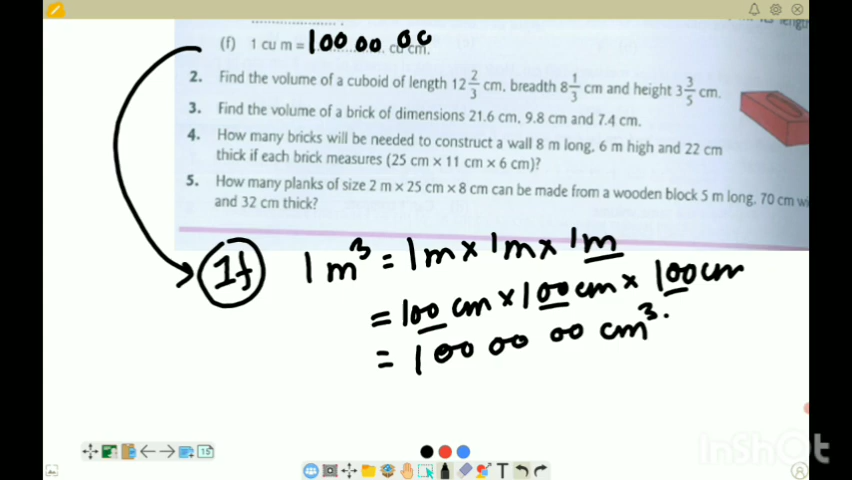 (f) 1 cu m = 100 00 00 cu cm.
2. Find the volume of a cuboid of length 12 2/3 cm, breadth 8 1/3 cm and height 3 3/5 cm.
3. Find the volume of a brick of dimensions 21.6 cm, 9.8 cm and 7.4 cm.
4. How many bricks will be needed to construct a wall 8 m long, 6 m high and 22 cm
thick if each brick measures (25 cm × 11 cm × 6 cm)?
5. How many planks of size 2 m × 25 cm × 8 cm can be made from a wooden block 5 m long, 70 cm wi
and 32 cm thick?
1f 1 m³ = 1m × 1m × 1m
= 100 cm × 100 cm × 100 cm
= 100 00 00 cm³.
InShot
15
T